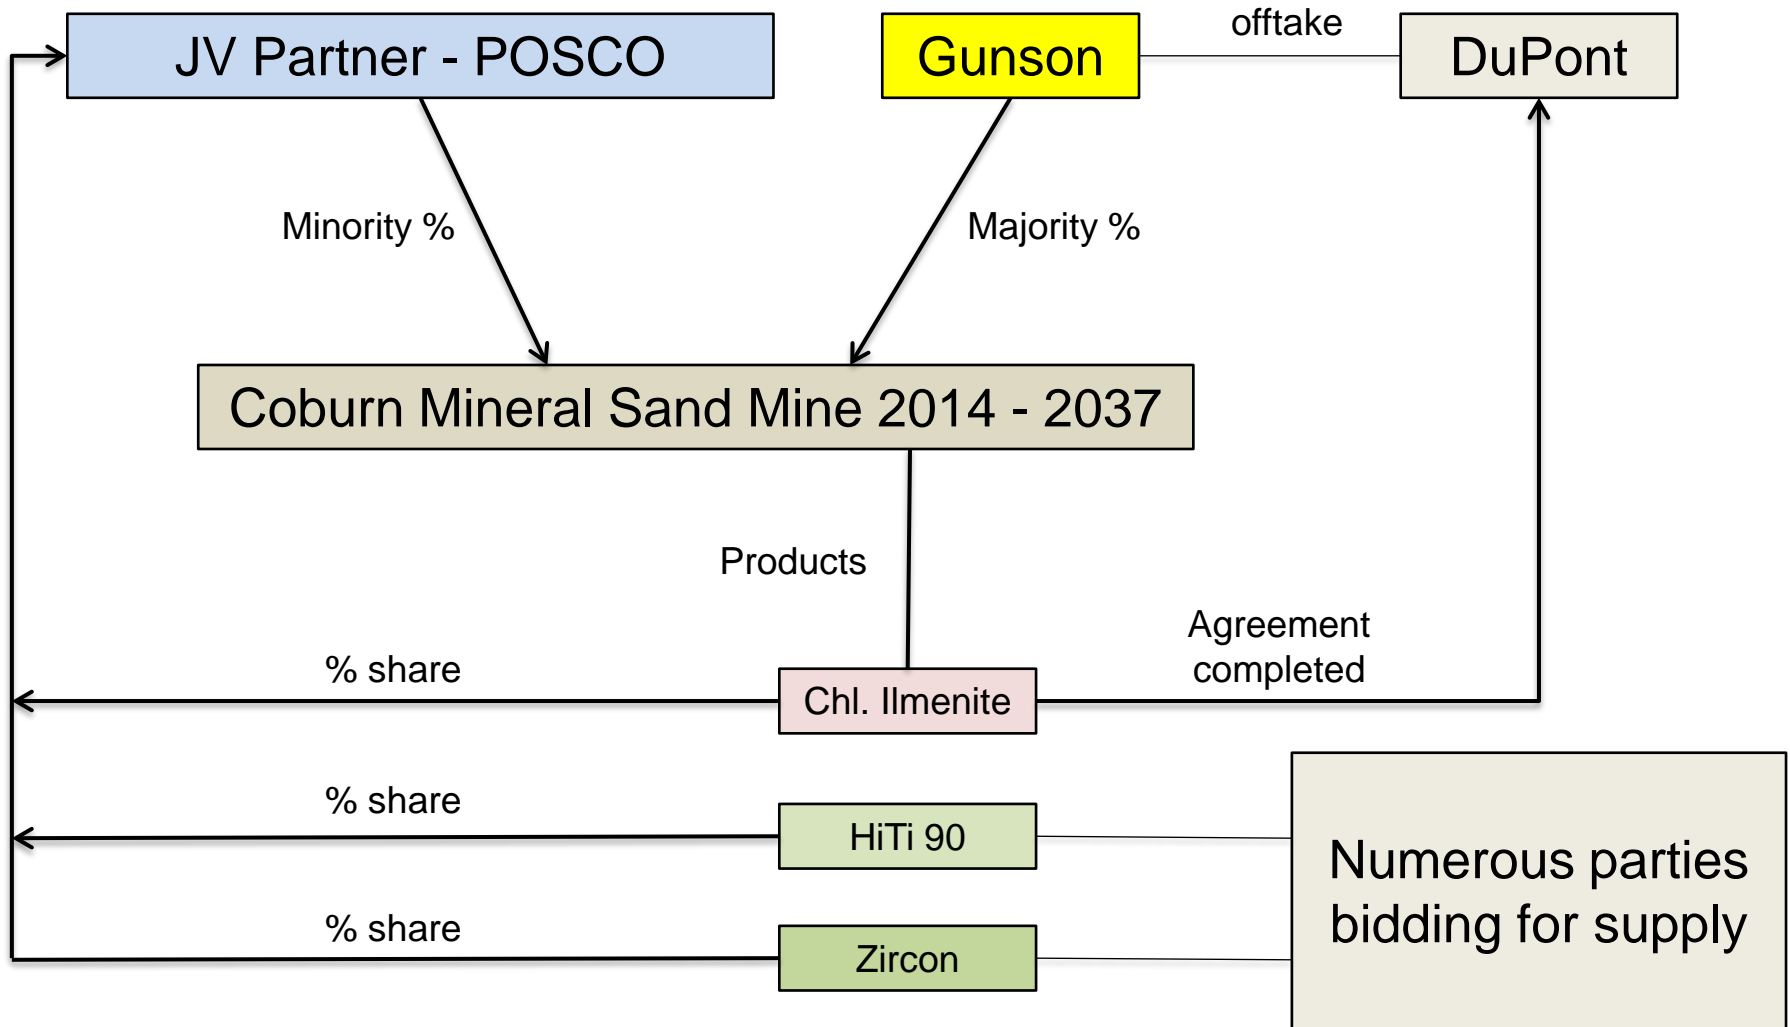 JV Partner - POSCO
Gunson
offtake
DuPont
Minority %
Majority %
Coburn Mineral Sand Mine 2014 - 2037
Products
Agreement
completed
% share
Chl. Ilmenite
% share
HiTi 90
Numerous parties
bidding for supply
% share
Zircon